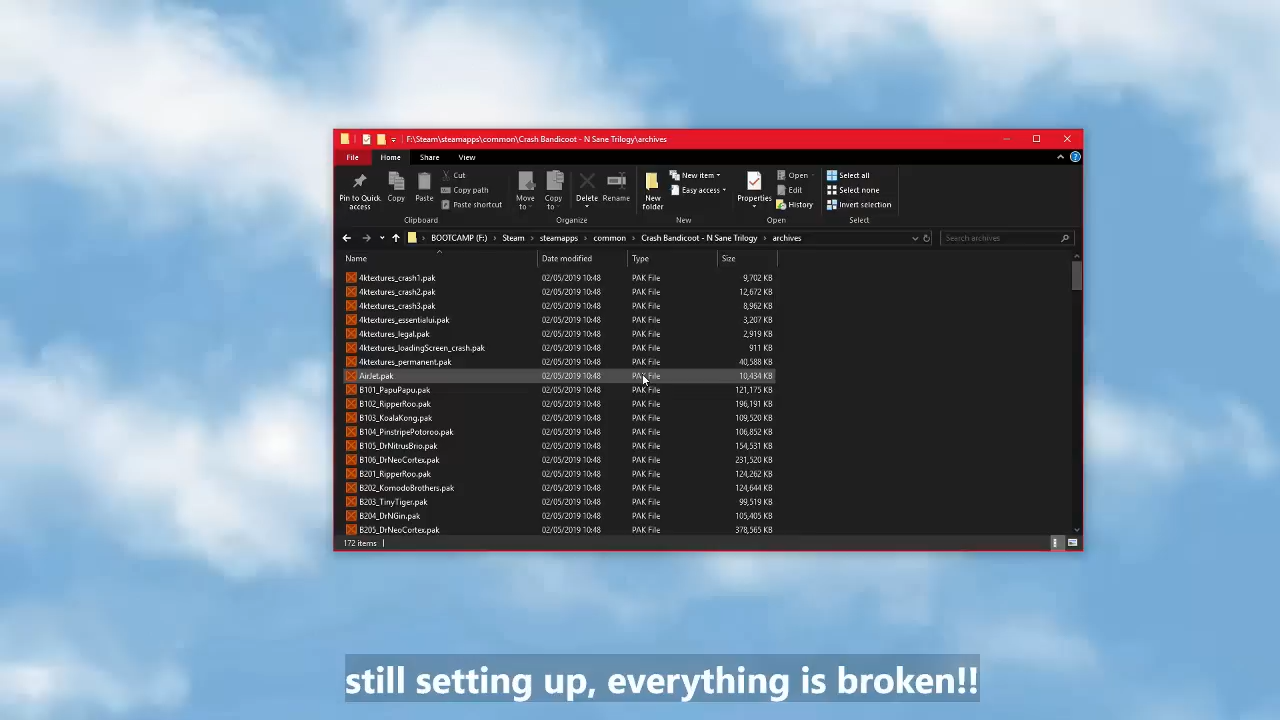 F:\Steam\steamapps\common\Crash Bandicoot - N Sane Trilogy\archives
File Home Share View
Pin to Quick access
Copy
Paste
Cut
Copy path
Paste shortcut
Move to
Copy to
Delete
Rename
New folder
New item
Easy access
Properties
Open
Edit
History
Select all
Select none
Invert selection
Clipboard Organize New Open Select
BOOTCAMP (F:) Steam steamapps common Crash Bandicoot - N Sane Trilogy archives Search archives
Name Date modified Type Size
4ktextures_crash1.pak 02/05/2019 10:48 PAK File 9,702 KB
4ktextures_crash2.pak 02/05/2019 10:48 PAK File 12,672 KB
4ktextures_crash3.pak 02/05/2019 10:48 PAK File 8,962 KB
4ktextures_essentialui.pak 02/05/2019 10:48 PAK File 3,207 KB
4ktextures_legal.pak 02/05/2019 10:48 PAK File 2,919 KB
4ktextures_loadingScreen_crash.pak 02/05/2019 10:48 PAK File 911 KB
4ktextures_permanent.pak 02/05/2019 10:48 PAK File 40,588 KB
AirJet.pak 02/05/2019 10:48 PAK File 10,434 KB
B101_PapuPapu.pak 02/05/2019 10:48 PAK File 121,175 KB
B102_RipperRoo.pak 02/05/2019 10:48 PAK File 196,191 KB
B103_KoalaKong.pak 02/05/2019 10:48 PAK File 109,520 KB
B104_PinstripePotoroo.pak 02/05/2019 10:48 PAK File 106,852 KB
B105_DrNitrusBrio.pak 02/05/2019 10:48 PAK File 154,531 KB
B106_DrNeoCortex.pak 02/05/2019 10:48 PAK File 231,520 KB
B201_RipperRoo.pak 02/05/2019 10:48 PAK File 124,262 KB
B202_KomodoBrothers.pak 02/05/2019 10:48 PAK File 124,644 KB
B203_TinyTiger.pak 02/05/2019 10:48 PAK File 99,519 KB
B204_DrNGin.pak 02/05/2019 10:48 PAK File 105,405 KB
B205_DrNeoCortex.pak 02/05/2019 10:48 PAK File 378,565 KB
172 items
still setting up, everything is broken!!